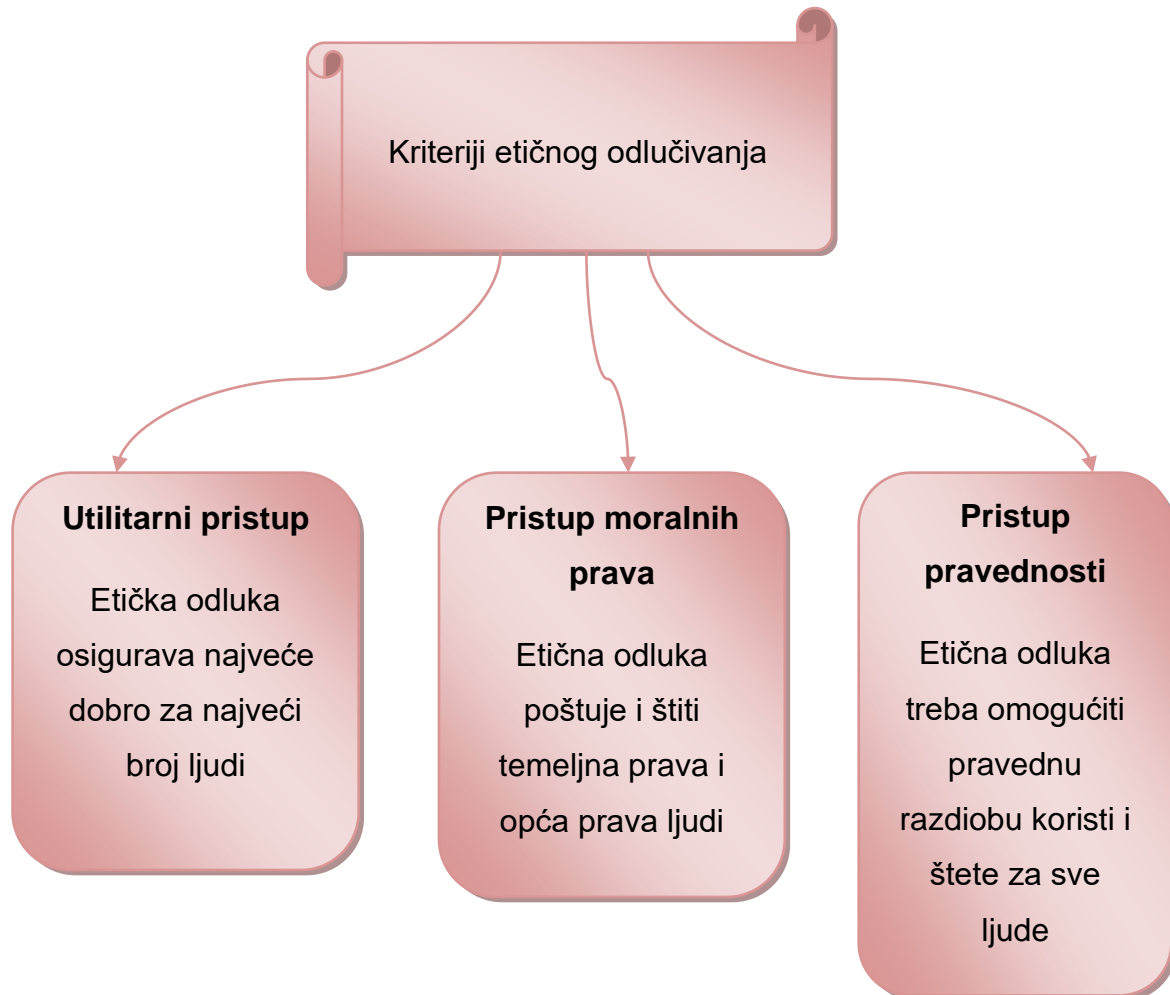 Kriteriji etičnog odlučivanja
Utilitarni pristup
Etička odluka
osigurava najveće
dobro za najveći
broj ljudi
Pristup moralnih
prava
Etična odluka
poštuje i štiti
temeljna prava i
opća prava ljudi
Pristup
pravednosti
Etična odluka
treba omogućiti
pravednu
razdiobu koristi i
štete za sve
ljude